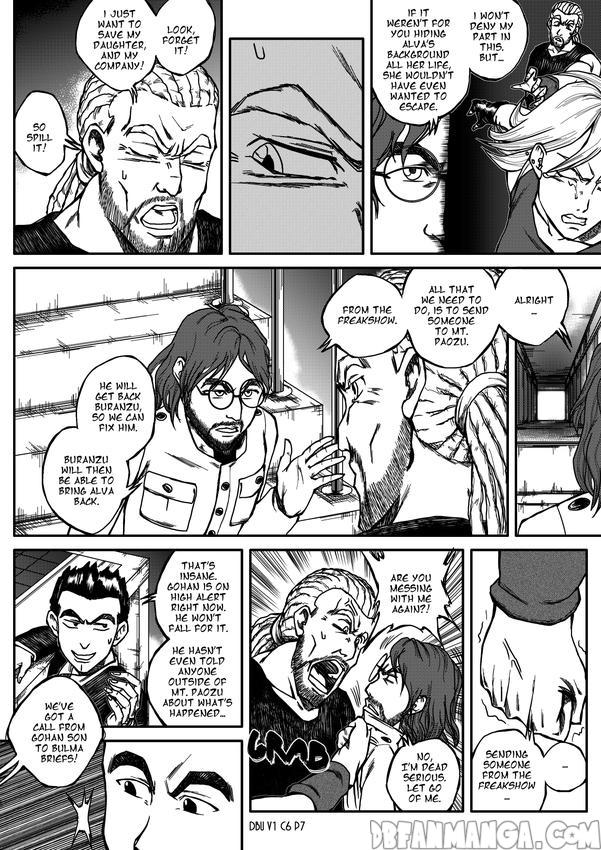 I WON'T
DENY MY
PART IN
THIS.
BUT...
IF IT
WEREN'T FOR
YOU HIDING
ALVA'S
BACKGROUND
ALL HER LIFE,
SHE WOULDN'T
HAVE EVEN
WANTED TO
ESCAPE.
LOOK,
FORGET
IT!
I JUST
WANT TO
SAVE MY
DAUGHTER,
AND MY
COMPANY!
SO
SPILL
IT!
ALRIGHT
-
ALL THAT
WE NEED TO
DO, IS TO SEND
SOMEONE
TO MT.
PAOZU.
FROM THE
FREAKSHOW.
HE WILL
GET BACK
BURANZU,
SO WE CAN
FIX HIM.
BURANZU
WILL THEN
BE ABLE TO
BRING ALVA
BACK.
-
SENDING
SOMEONE
FROM THE
FREAKSHOW
-
ARE YOU
MESSING
WITH ME
AGAIN?!
GRAB
NO,
I'M DEAD
SERIOUS.
LET GO
OF ME.
THAT'S
INSANE.
GOHAN IS ON
HIGH ALERT
RIGHT NOW.
HE WON'T
FALL FOR IT.
HE HASN'T
EVEN TOLD
ANYONE
OUTSIDE OF
MT. PAOZU
ABOUT WHAT'S
HAPPENED...
WE'VE
GOT A
CALL FROM
GOHAN SON
TO BULMA
BRIEFS!
DBU V1 C6 P7
DBFANMANGA.COM